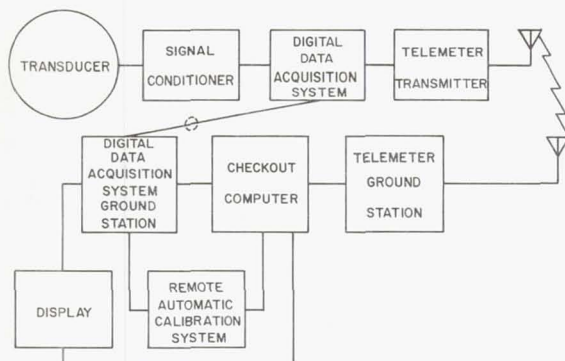 TRANSDUCER
SIGNAL
CONDITIONER
DIGITAL
DATA
ACQUISITION
SYSTEM
TELEMETER
TRANSMITTER
DIGITAL
DATA
ACQUISITION
SYSTEM
GROUND
STATION
CHECKOUT
COMPUTER
TELEMETER
GROUND
STATION
DISPLAY
REMOTE
AUTOMATIC
CALIBRATION
SYSTEM